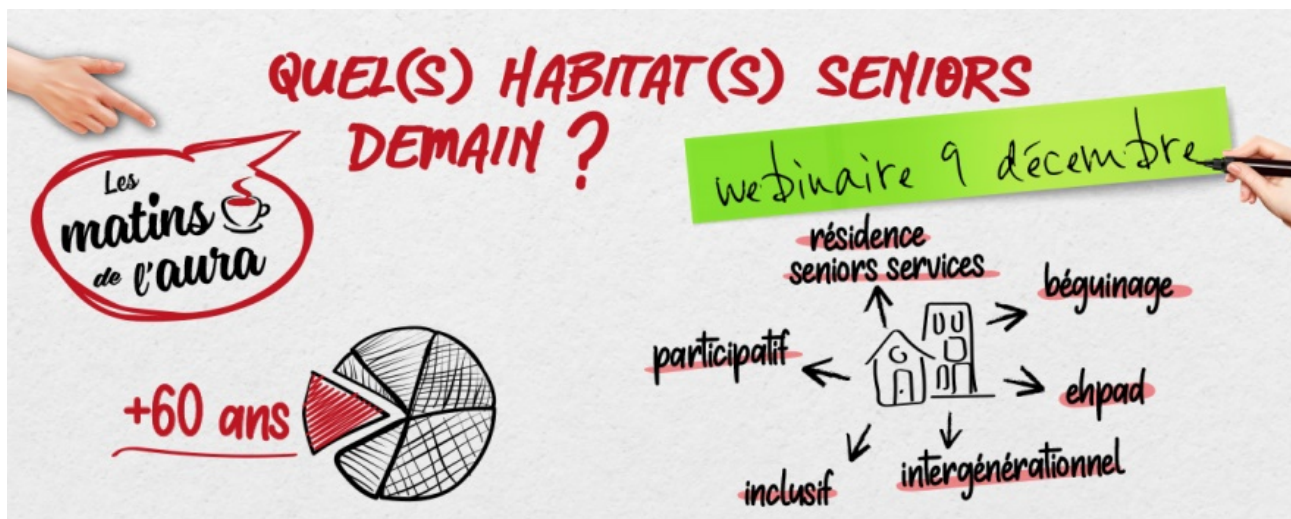 QUEL(S) HABITAT(S) SENIORS
DEMAIN ?
webinaire 9 décembre
Les
matins
de l'aura
résidence
seniors services
béguinage
participatif
ehpad
+60 ans
intergénérationnel
inclusif